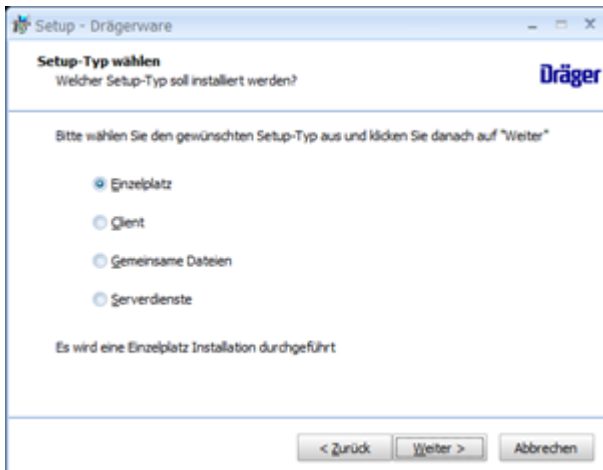 Setup - Drägerware
Setup-Typ wählen
Welcher Setup-Typ soll installiert werden?
Dräger
Bitte wählen Sie den gewünschten Setup-Typ aus und klicken Sie danach auf "Weiter"
Einzelplatz
Client
Gemeinsame Dateien
Serverdienste
Es wird eine Einzelplatz Installation durchgeführt
< Zurück Weiter > Abbrechen